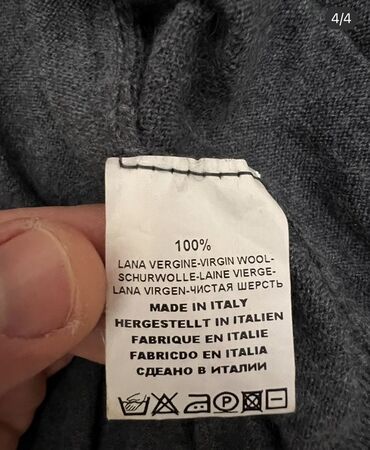 4/4
100%
LANA VERGINE-VIRGIN WOOL-
SCHURWOLLE-LAINE VIERGE-
LANA VIRGEN-ЧИСТАЯ ШЕРСТЬ
MADE IN ITALY
HERGESTELLT IN ITALIEN
FABRIQUE EN ITALIE
FABRICDO EN ITALIA
СДЕАНО В ИТАЛИИ
P